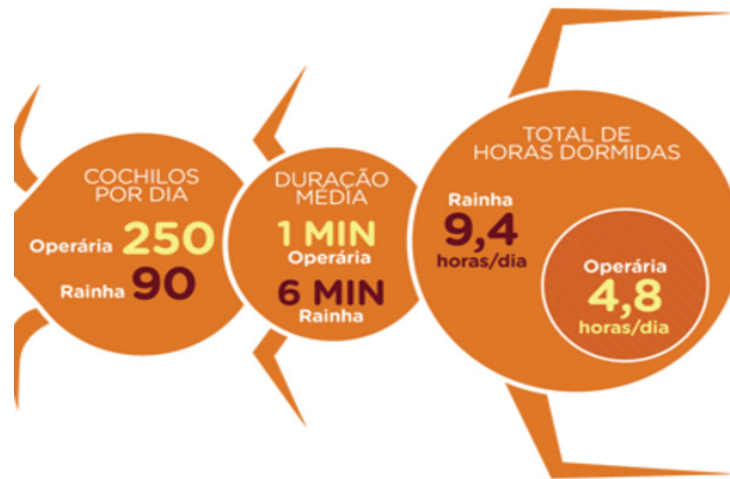 COCHILOS
POR DIA
Operária 250
Rainha 90
DURAÇÃO
MÉDIA
1 MIN
Operária
6 MIN
Rainha
TOTAL DE
HORAS DORMIDAS
Rainha
9,4
horas/dia
Operária
4,8
horas/dia